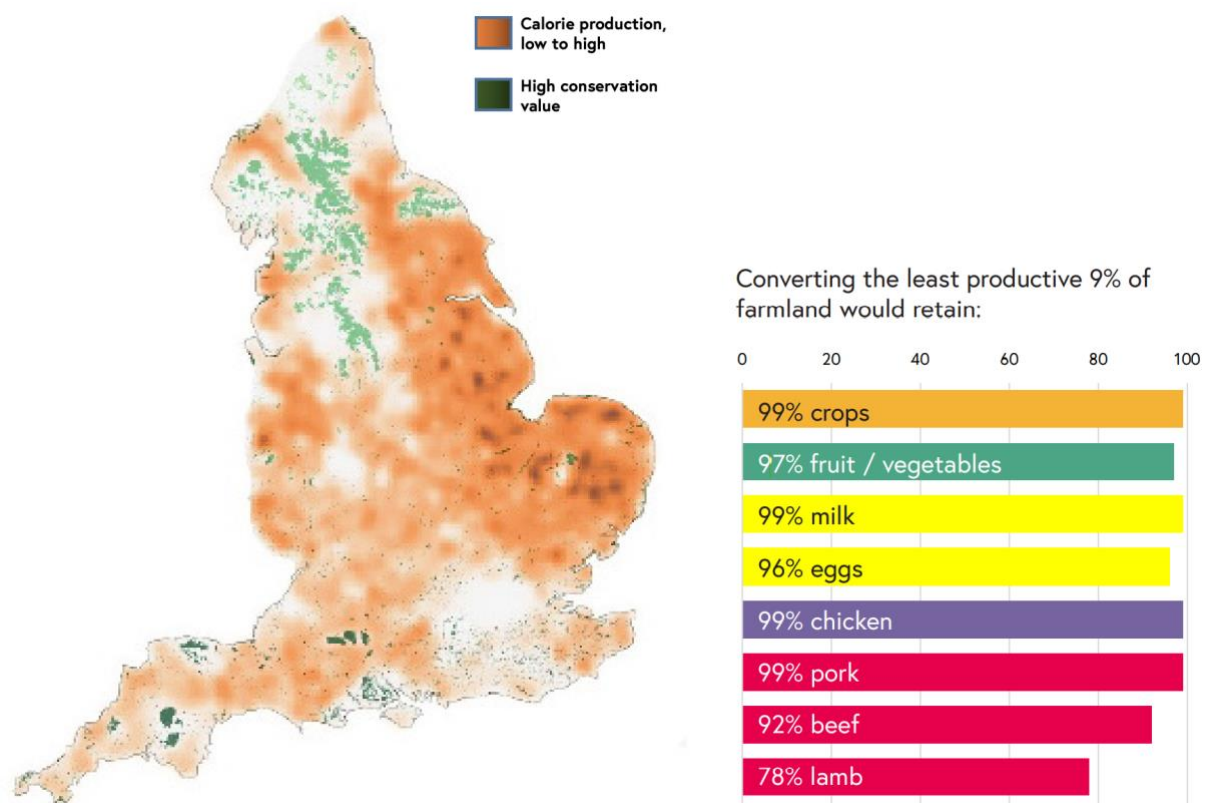 Calorie production,
low to high
High conservation
value
Converting the least productive 9% of
farmland would retain:
0 20 40 60 80 100
99% crops
97% fruit / vegetables
99% milk
96% eggs
99% chicken
99% pork
92% beef
78% lamb